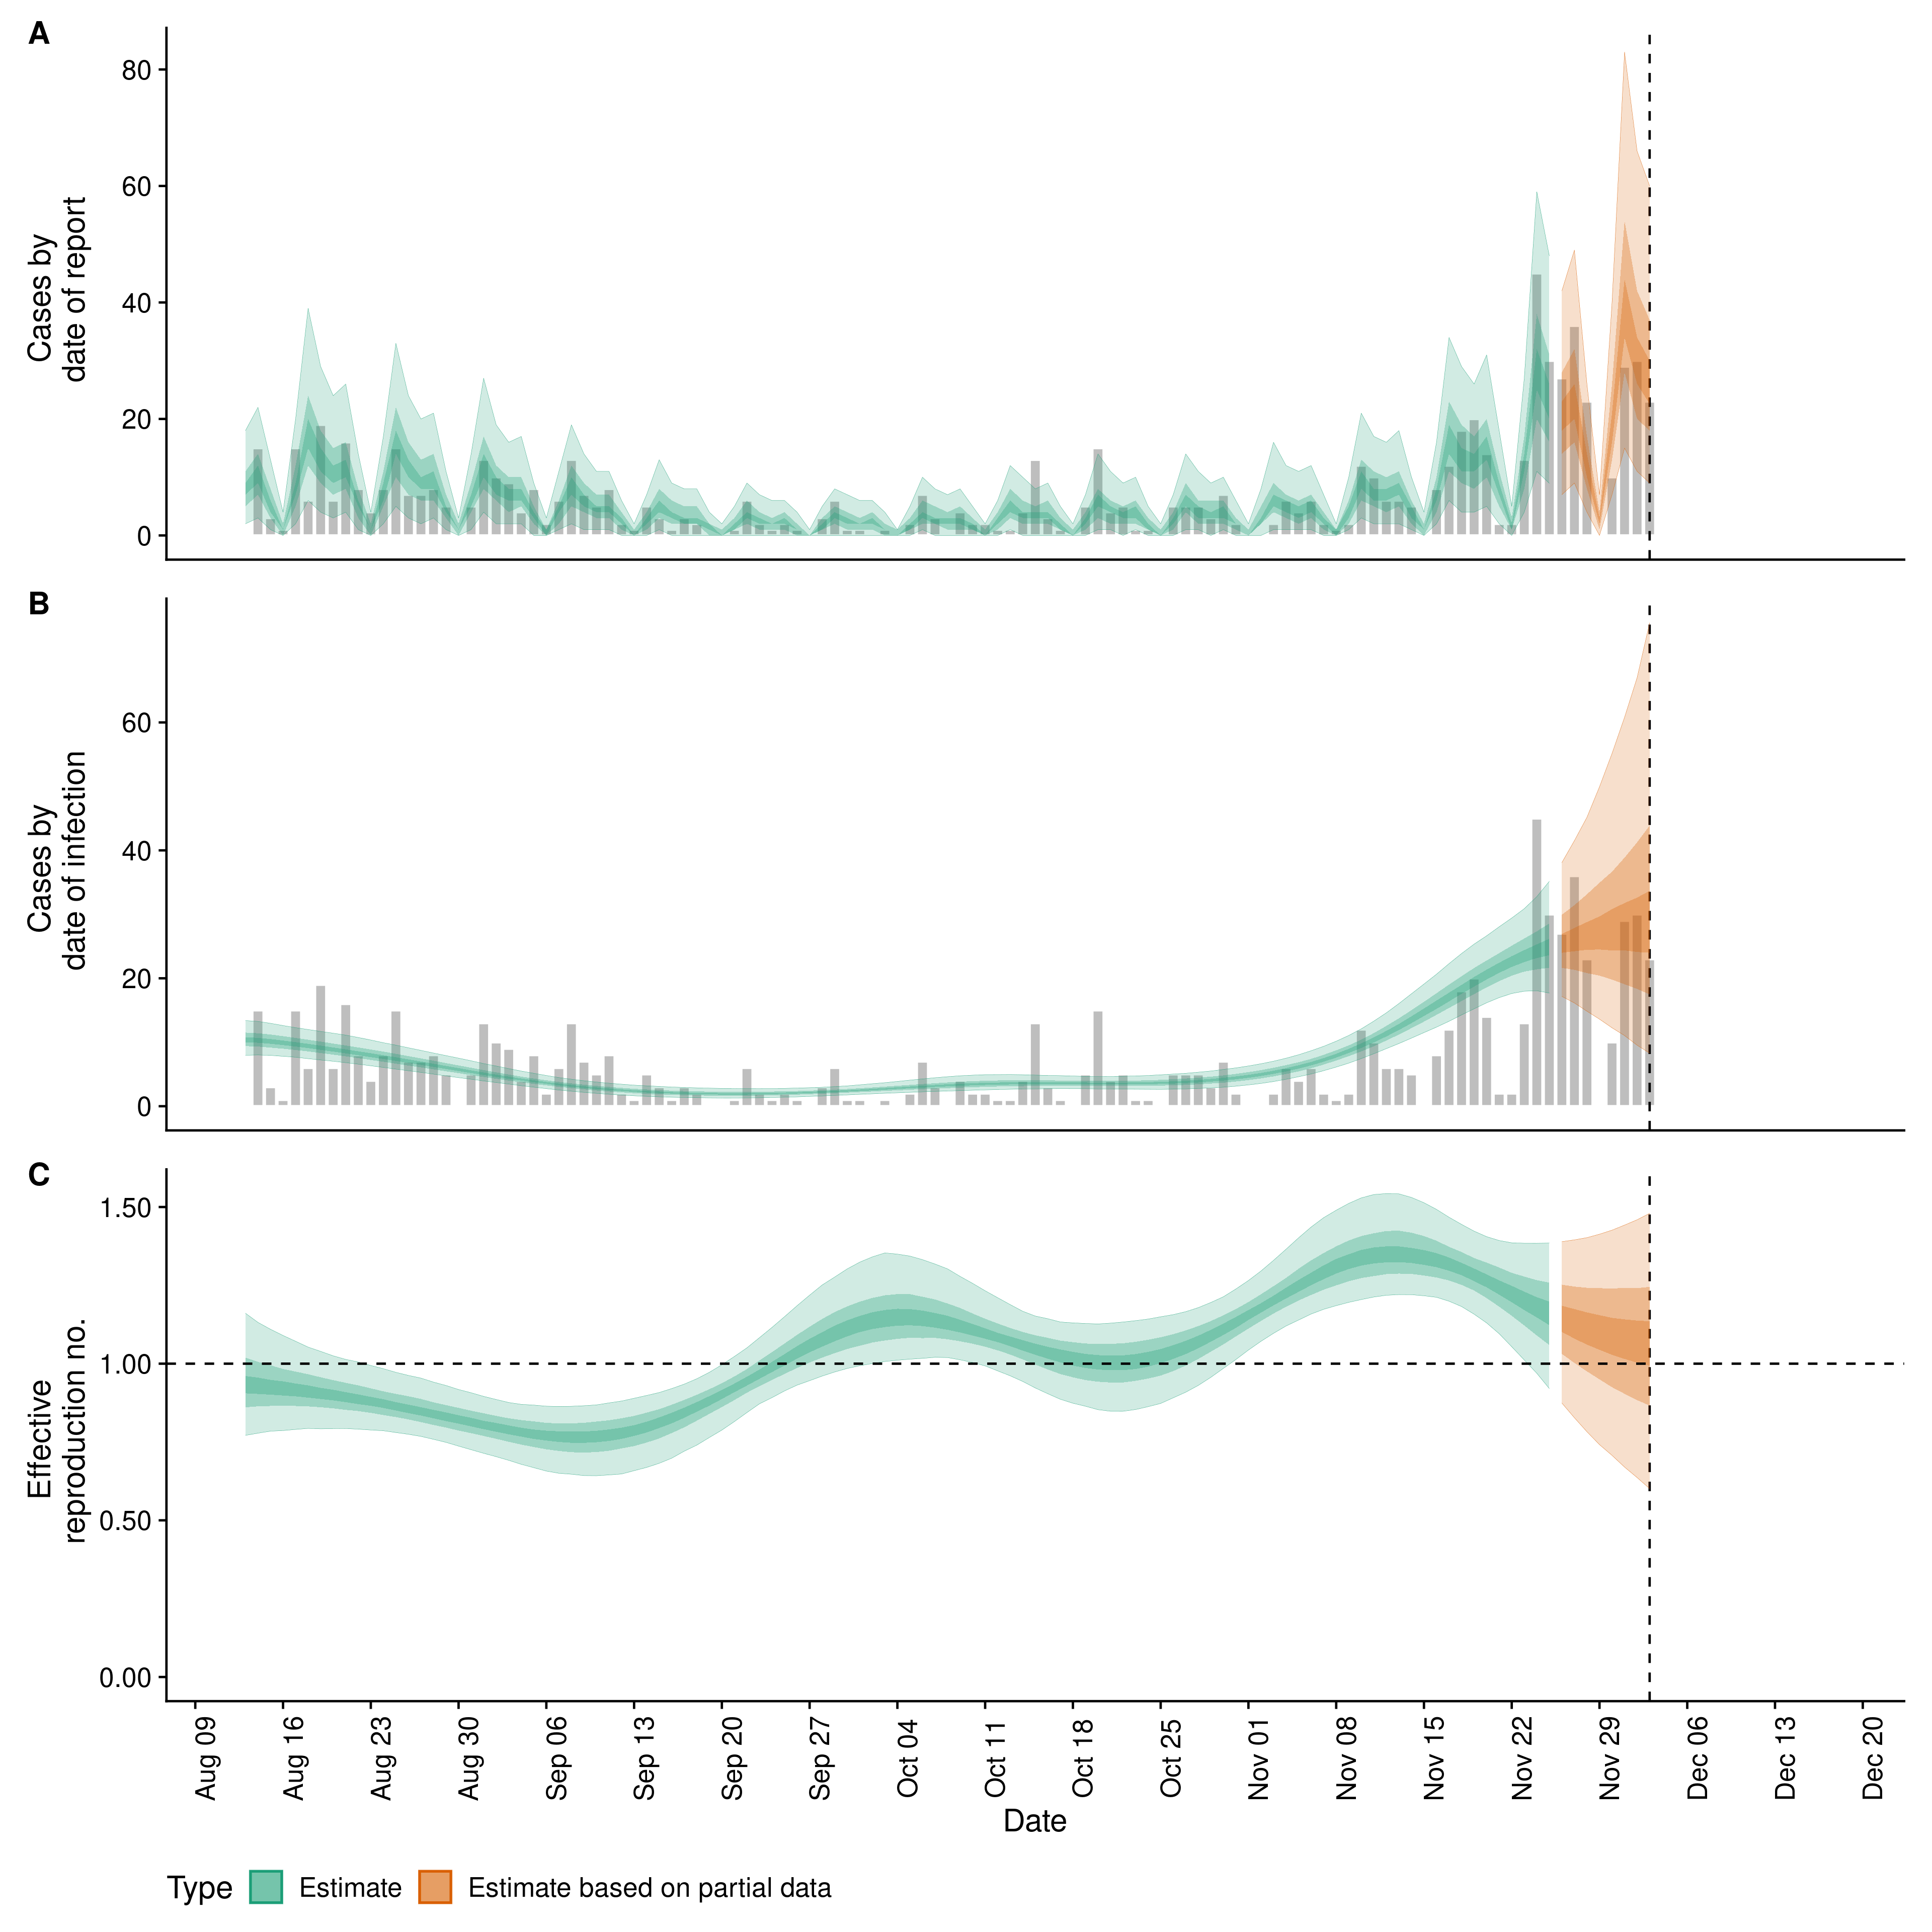 A
80
60
40
20
0
Cases by
date of report
B
60
40
20
0
Cases by
date of infection
C
1.50
1.00
0.50
0.00
Effective
reproduction no.
Aug 09
Aug 16
Aug 23
Aug 30
Sep 06
Sep 13
Sep 20
Sep 27
Oct 04
Oct 11
Oct 18
Oct 25
Nov 01
Nov 08
Nov 15
Nov 22
Nov 29
Dec 06
Dec 13
Dec 20
Date
Type Estimate Estimate based on partial data